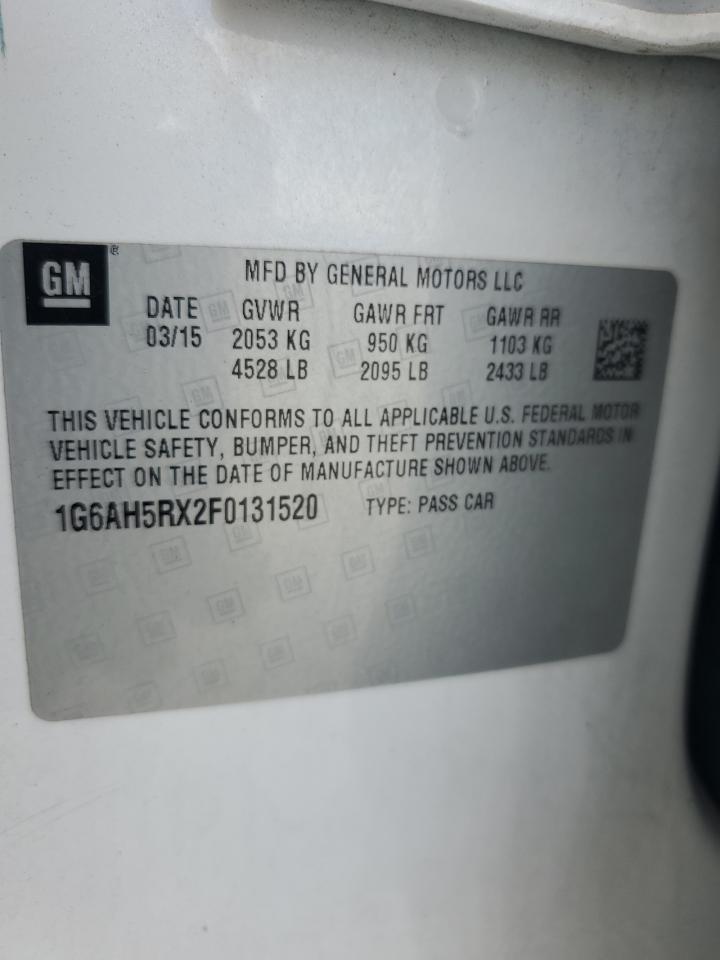 GM ®
MFD BY GENERAL MOTORS LLC
DATE GVWR GAWR FRT GAWR RR
03/15 2053 KG 950 KG 1103 KG
4528 LB 2095 LB 2433 LB
THIS VEHICLE CONFORMS TO ALL APPLICABLE U.S. FEDERAL MOTOR
VEHICLE SAFETY, BUMPER, AND THEFT PREVENTION STANDARDS IN
EFFECT ON THE DATE OF MANUFACTURE SHOWN ABOVE.
1G6AH5RX2F0131520 TYPE: PASS CAR